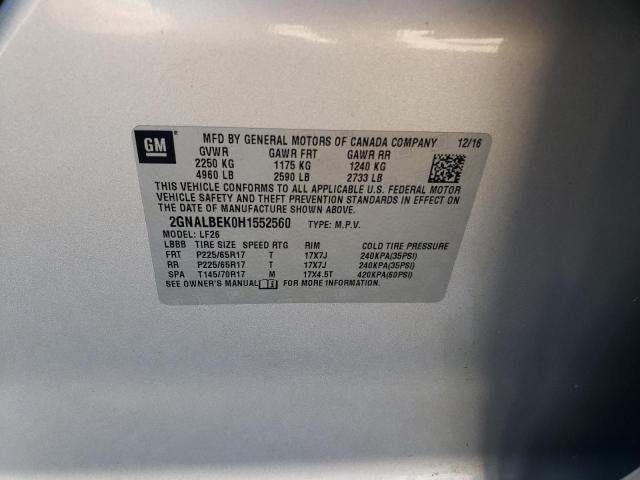 GM
MFD BY GENERAL MOTORS OF CANADA COMPANY 12/16
GVWR GAWR FRT GAWR RR
2250 KG 1175 KG 1240 KG
4960 LB 2590 LB 2733 LB
THIS VEHICLE CONFORMS TO ALL APPLICABLE U.S. FEDERAL MOTOR
VEHICLE SAFETY AND THEFT PREVENTION STANDARDS IN EFFECT ON
THE DATE OF MANUFACTURE SHOWN ABOVE.
2GNALBEK0H1552560 TYPE: M.P.V.
MODEL: LF26
LBBB TIRE SIZE SPEED RTG RIM COLD TIRE PRESSURE
FRT P225/65R17 T 17X7J 240KPA(35PSI)
RR P225/65R17 T 17X7J 240KPA(35PSI)
SPA T145/70R17 M 17X4.5T 420KPA(60PSI)
SEE OWNER'S MANUAL FOR MORE INFORMATION.